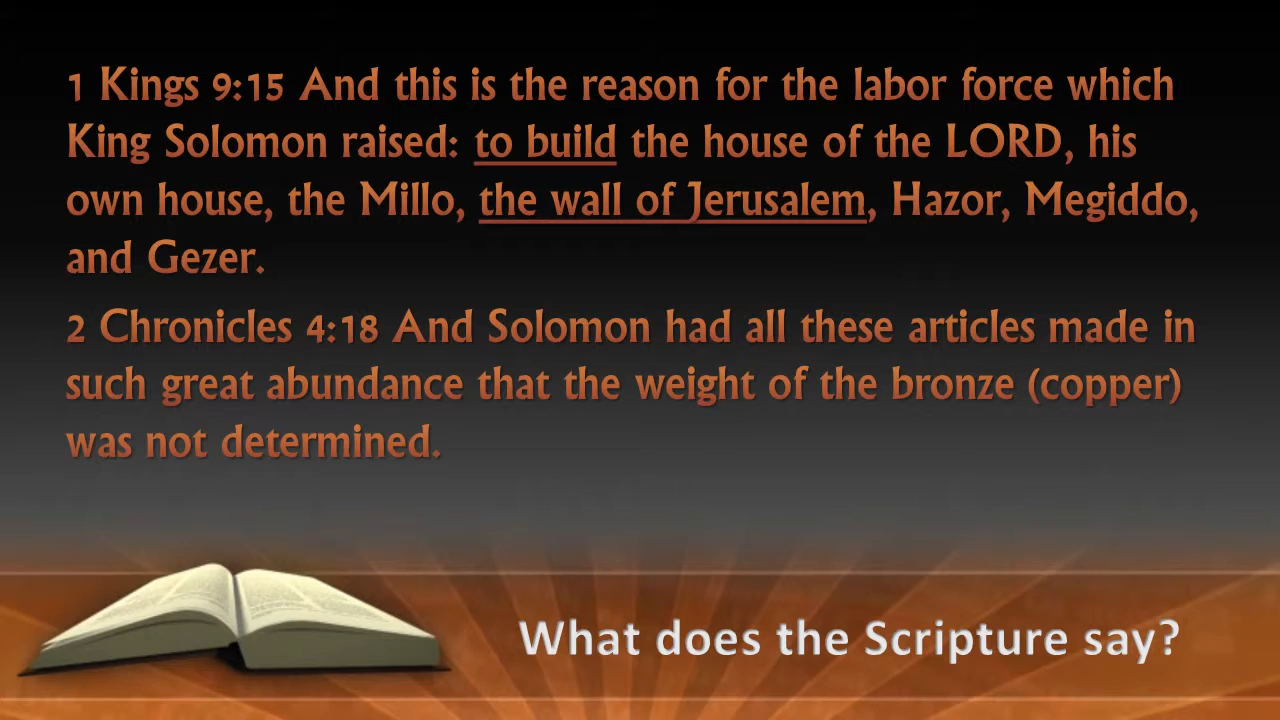 1 Kings 9:15 And this is the reason for the labor force which
King Solomon raised: to build the house of the LORD, his
own house, the Millo, the wall of Jerusalem, Hazor, Megiddo,
and Gezer.
2 Chronicles 4:18 And Solomon had all these articles made in
such great abundance that the weight of the bronze (copper)
was not determined.
What does the Scripture say?